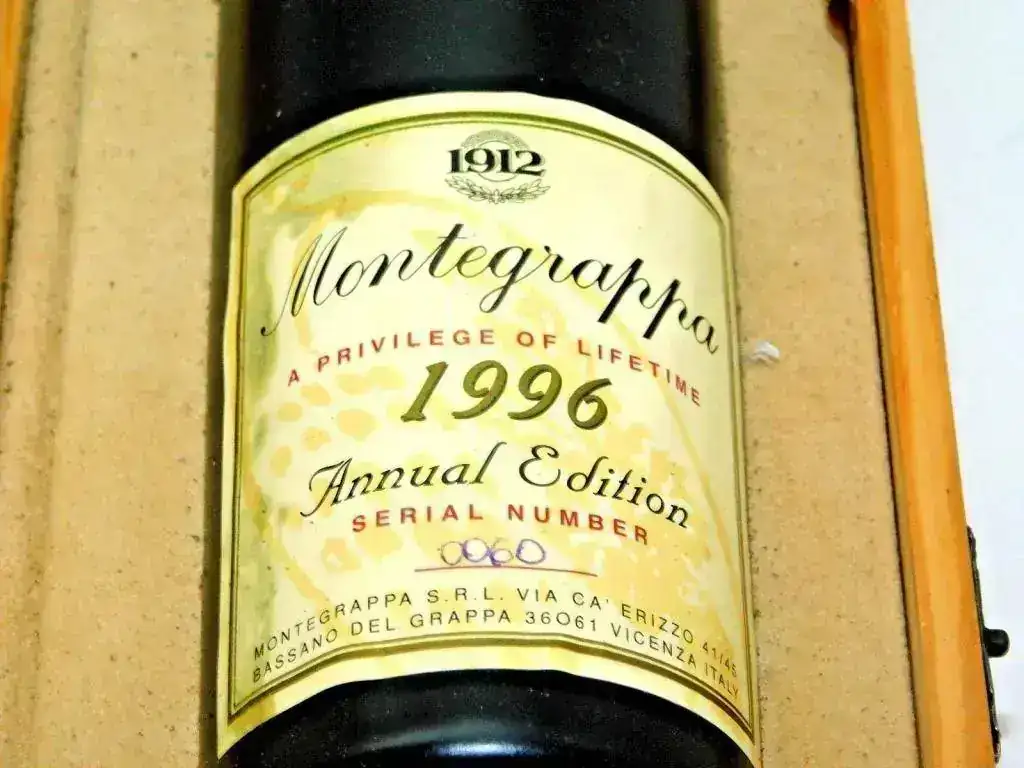 1912
Montegrappa
A PRIVILEGE OF LIFETIME
1996
Annual Edition
SERIAL NUMBER
0060
MONTEGRAPPA S.R.L. VIA CA' ERIZZO 41/45
BASSANO DEL GRAPPA 36061 VICENZA ITALY